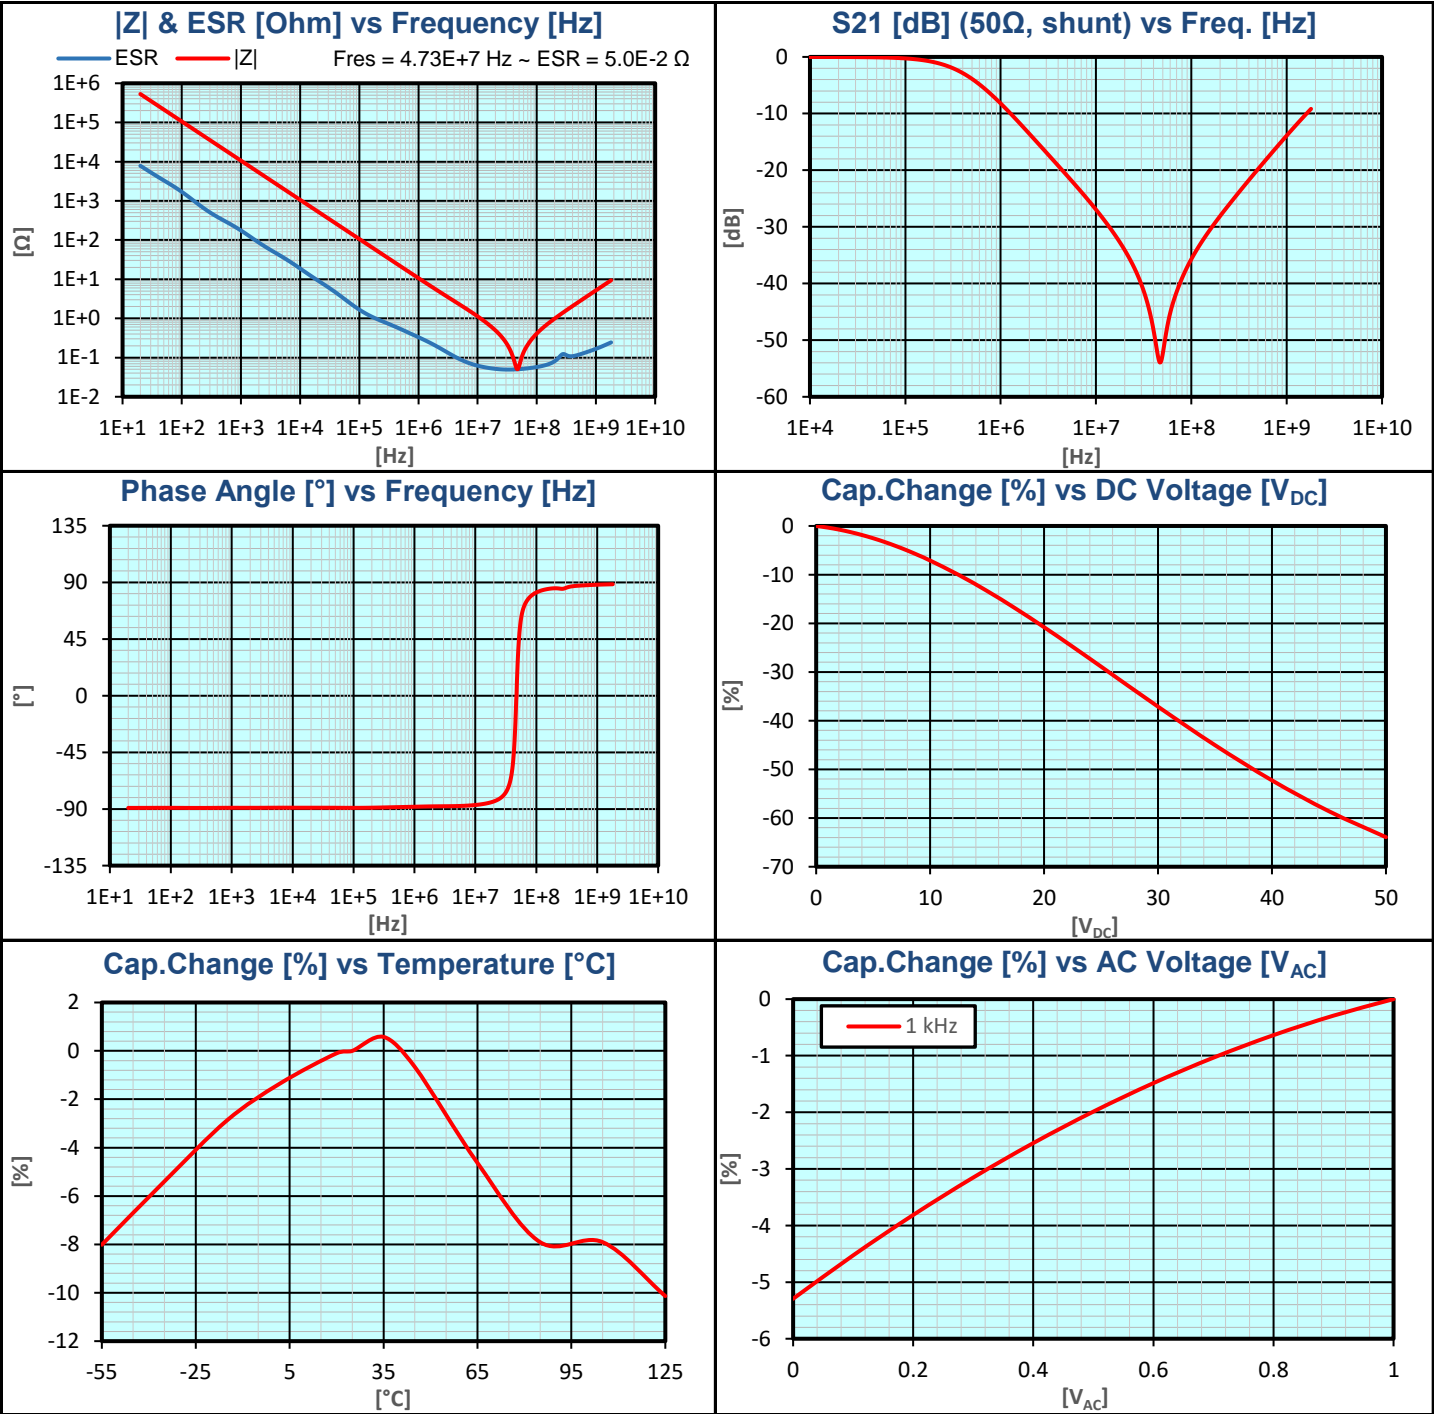 |Z| & ESR [Ohm] vs Frequency [Hz]
ESR |Z| Fres = 4.73E+7 Hz ~ ESR = 5.0E-2 Ω
1E+6
1E+5
1E+4
1E+3
1E+2
1E+1
1E+0
1E-1
1E-2
[Ω]
1E+1 1E+2 1E+3 1E+4 1E+5 1E+6 1E+7 1E+8 1E+9 1E+10
[Hz]
S21 [dB] (50Ω, shunt) vs Freq. [Hz]
0
-10
-20
-30
-40
-50
-60
[dB]
1E+4 1E+5 1E+6 1E+7 1E+8 1E+9 1E+10
[Hz]
Phase Angle [°] vs Frequency [Hz]
135
90
45
0
-45
-90
-135
[°]
1E+1 1E+2 1E+3 1E+4 1E+5 1E+6 1E+7 1E+8 1E+9 1E+10
[Hz]
Cap.Change [%] vs DC Voltage [VDC]
0
-10
-20
-30
-40
-50
-60
-70
[%]
0 10 20 30 40 50
[VDC]
Cap.Change [%] vs Temperature [°C]
2
0
-2
-4
-6
-8
-10
-12
[%]
-55 -25 5 35 65 95 125
[°C]
Cap.Change [%] vs AC Voltage [VAC]
1 kHz
0
-1
-2
-3
-4
-5
-6
[%]
0 0.2 0.4 0.6 0.8 1
[VAC]